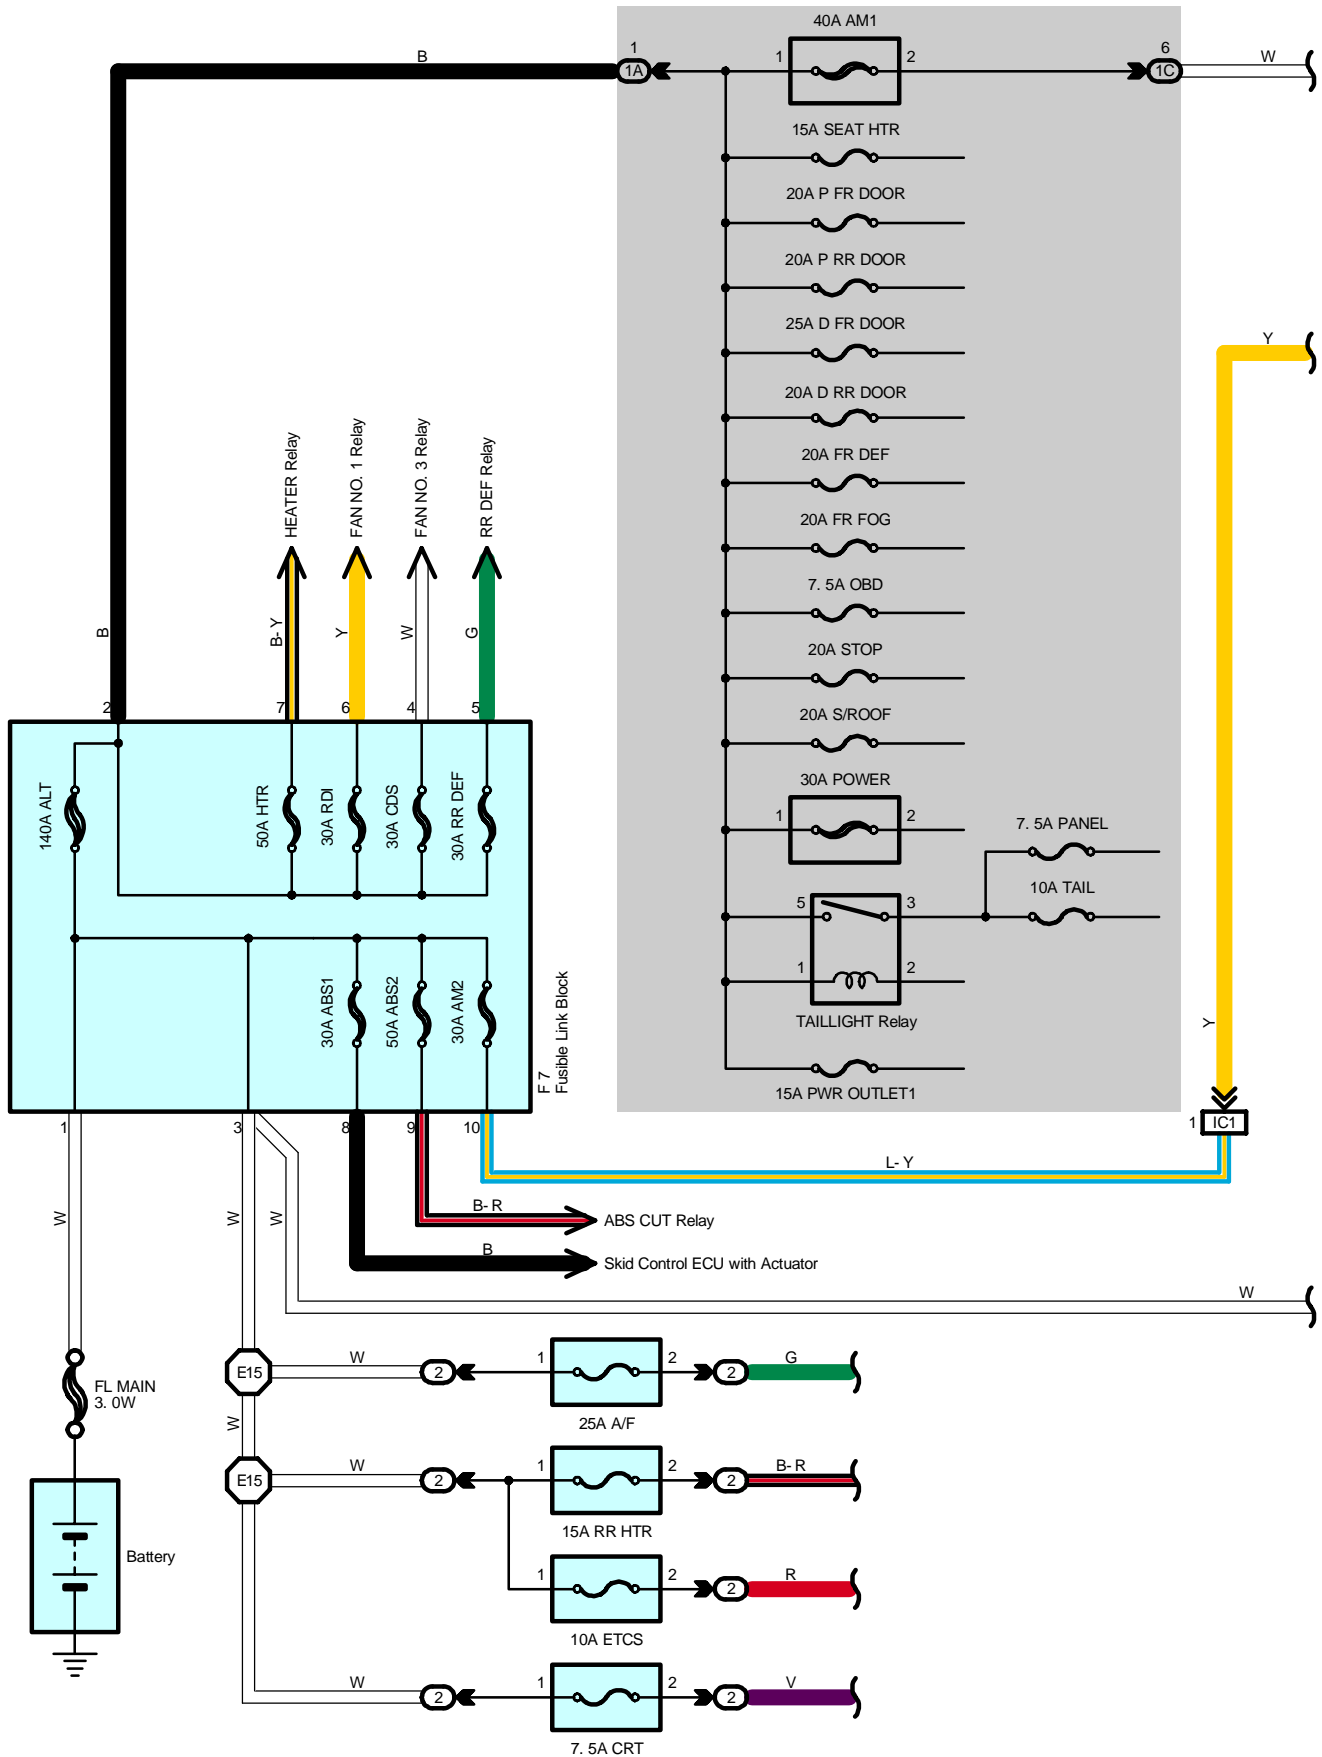 40A AM1
B
1
1A
1
2
6
1C
W
15A SEAT HTR
20A P FR DOOR
20A P RR DOOR
25A D FR DOOR
Y
20A D RR DOOR
20A FR DEF
20A FR FOG
7. 5A OBD
20A STOP
20A S/ROOF
30A POWER
1
2
7. 5A PANEL
10A TAIL
5
3
1
2
TAILLIGHT Relay
15A PWR OUTLET1
HEATER Relay
FAN NO. 1 Relay
FAN NO. 3 Relay
RR DEF Relay
B
B- Y
Y
W
G
2
7
6
4
5
140A ALT
50A HTR
30A RDI
30A CDS
30A RR DEF
30A ABS1
50A ABS2
30A AM2
F 7
Fusible Link Block
1
3
8
9
10
Y
1
IC1
L- Y
W
W
W
B- R
ABS CUT Relay
B
Skid Control ECU with Actuator
W
E15
W
2
1
2
2
G
25A A/F
FL MAIN
3. 0W
W
E15
W
2
1
2
2
B- R
15A RR HTR
Battery
1
2
2
R
10A ETCS
W
2
1
2
2
V
7. 5A CRT